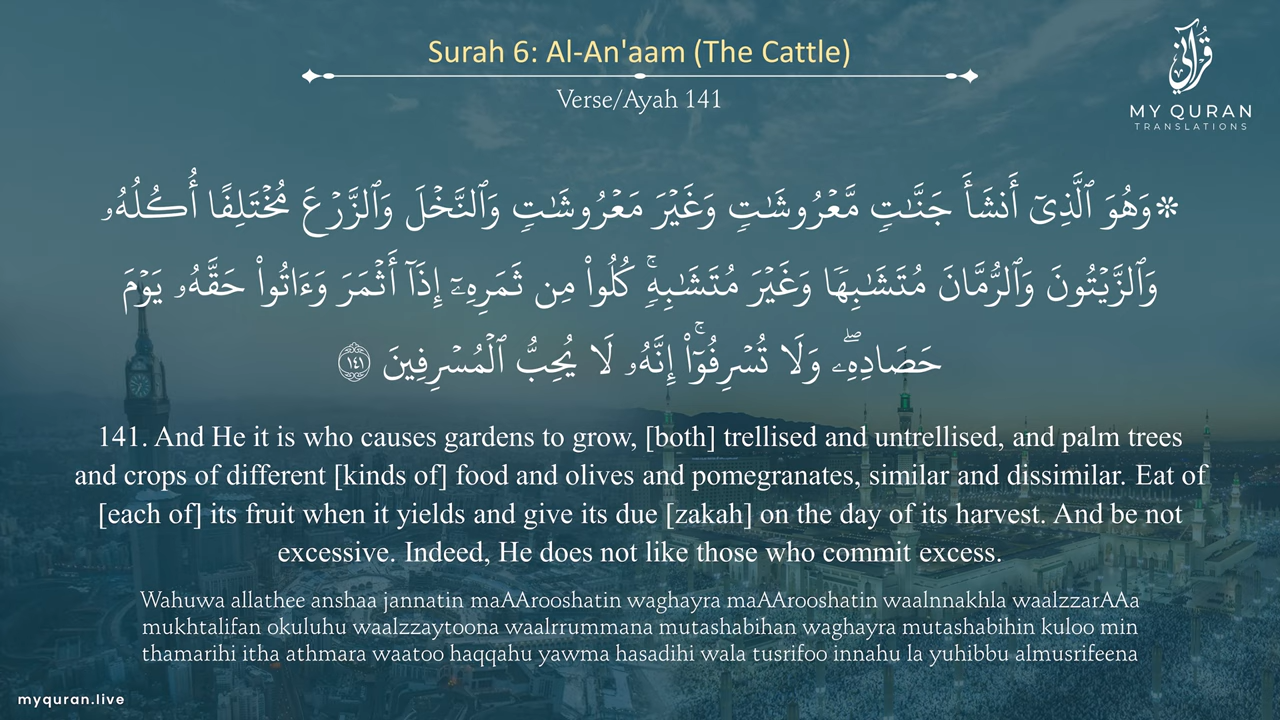 Surah 6: Al-An'aam (The Cattle)
Verse/Ayah 141
قرآني
MY QURAN
TRANSLATIONS
۞وَهُوَ ٱلَّذِىٓ أَنشَأَ جَنَّـٰتٍ مَّعْرُوشَـٰتٍ وَغَيْرَ مَعْرُوشَـٰتٍ وَٱلنَّخْلَ وَٱلزَّرْعَ مُخْتَلِفًا أُكُلُهُۥ
وَٱلزَّيْتُونَ وَٱلرُّمَّانَ مُتَشَـٰبِهًا وَغَيْرَ مُتَشَـٰبِهٍۚ كُلُوا۟ مِن ثَمَرِهِۦٓ إِذَآ أَثْمَرَ وَءَاتُوا۟ حَقَّهُۥ يَوْمَ
حَصَادِهِۦۖ وَلَا تُسْرِفُوٓا۟ۚ إِنَّهُۥ لَا يُحِبُّ ٱلْمُسْرِفِينَ ١٤١
141. And He it is who causes gardens to grow, [both] trellised and untrellised, and palm trees
and crops of different [kinds of] food and olives and pomegranates, similar and dissimilar. Eat of
[each of] its fruit when it yields and give its due [zakah] on the day of its harvest. And be not
excessive. Indeed, He does not like those who commit excess.
Wahuwa allathee anshaa jannatin maAArooshatin waghayra maAArooshatin waalnnakhla waalzzarAAa
mukhtalifan okuluhu waalzzaytoona waalrrummana mutashabihan waghayra mutashabihin kuloo min
thamarihi itha athmara waatoo haqqahu yawma hasadihi wala tusrifoo innahu la yuhibbu almusrifeena
myquran.live